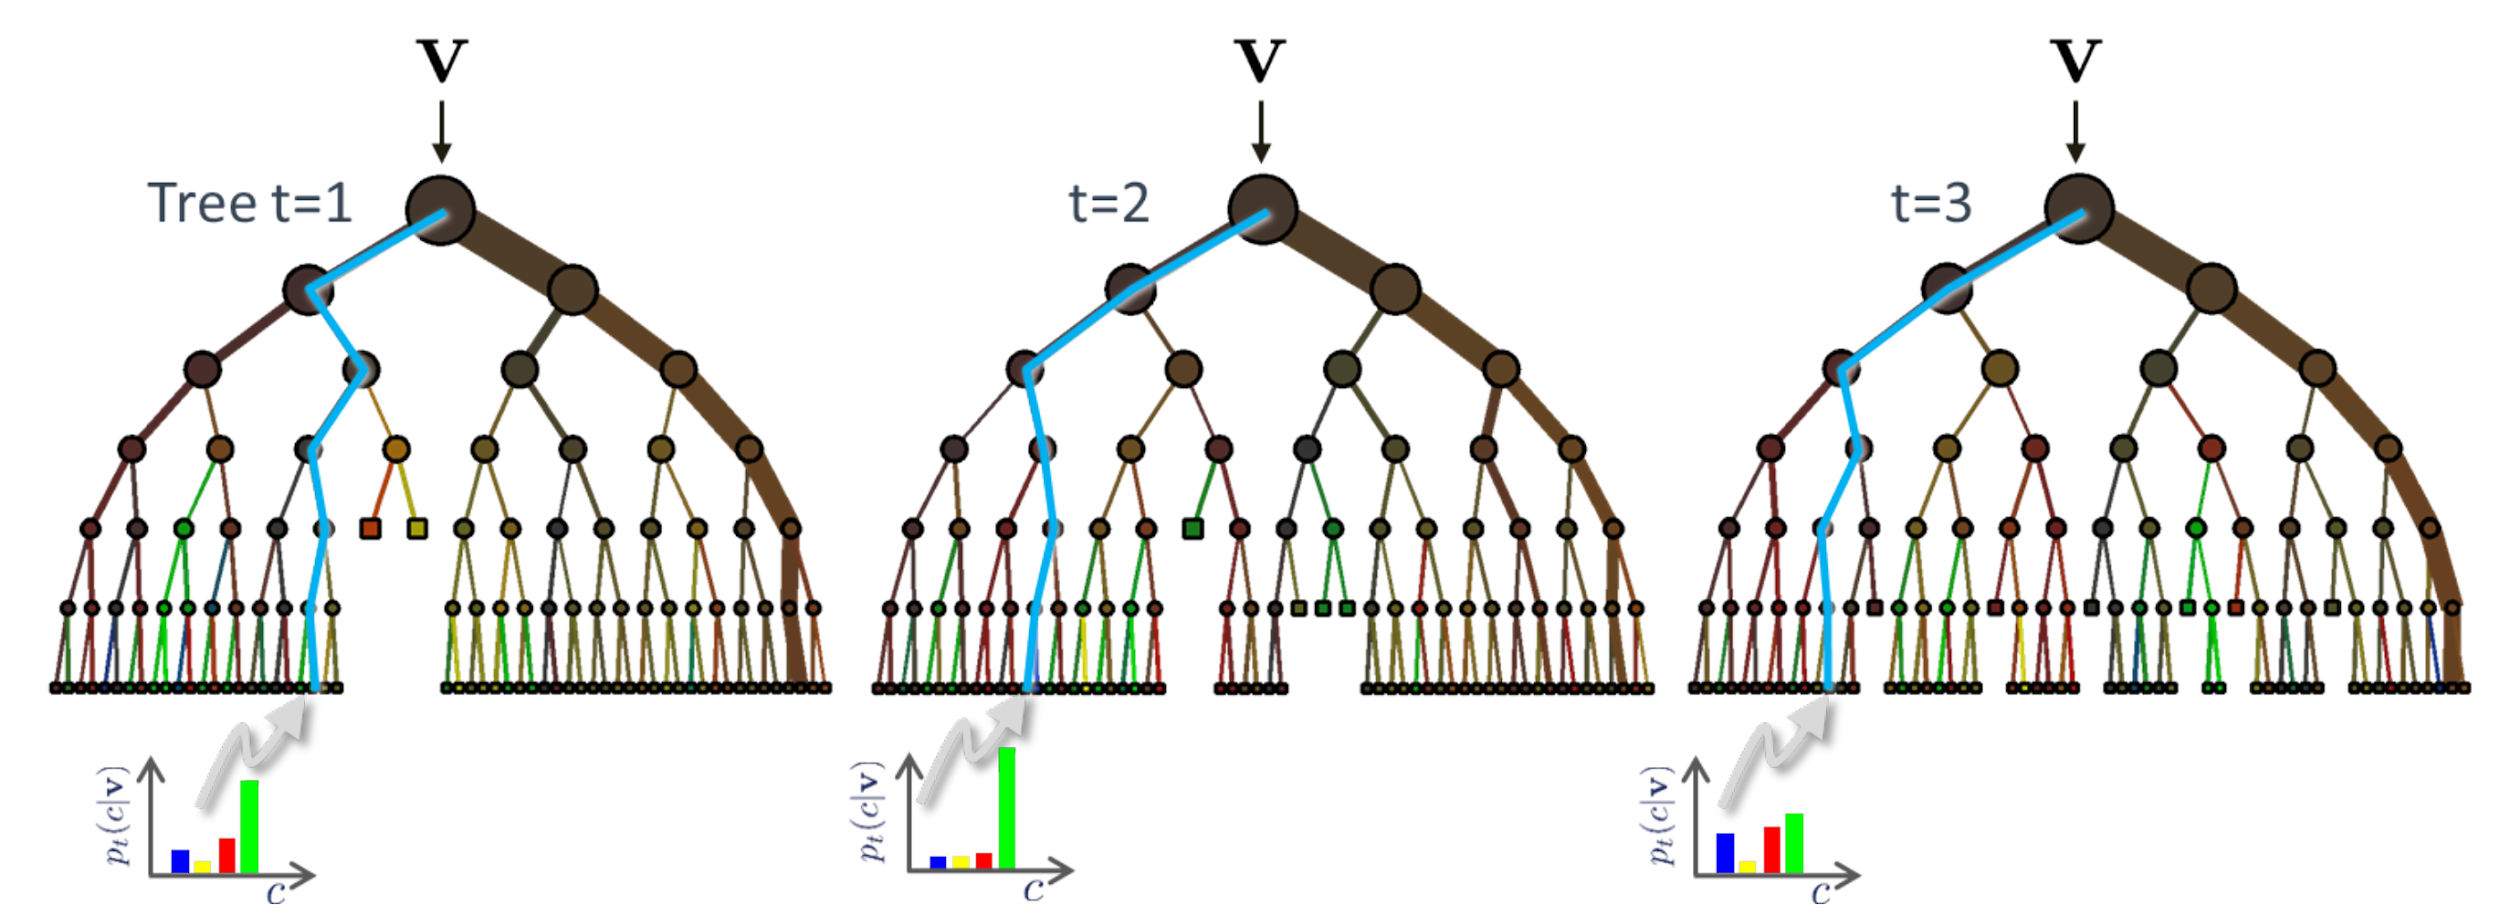 v v v
Tree t=1 t=2 t=3
p_t(c|v) p_t(c|v) p_t(c|v)
c c c